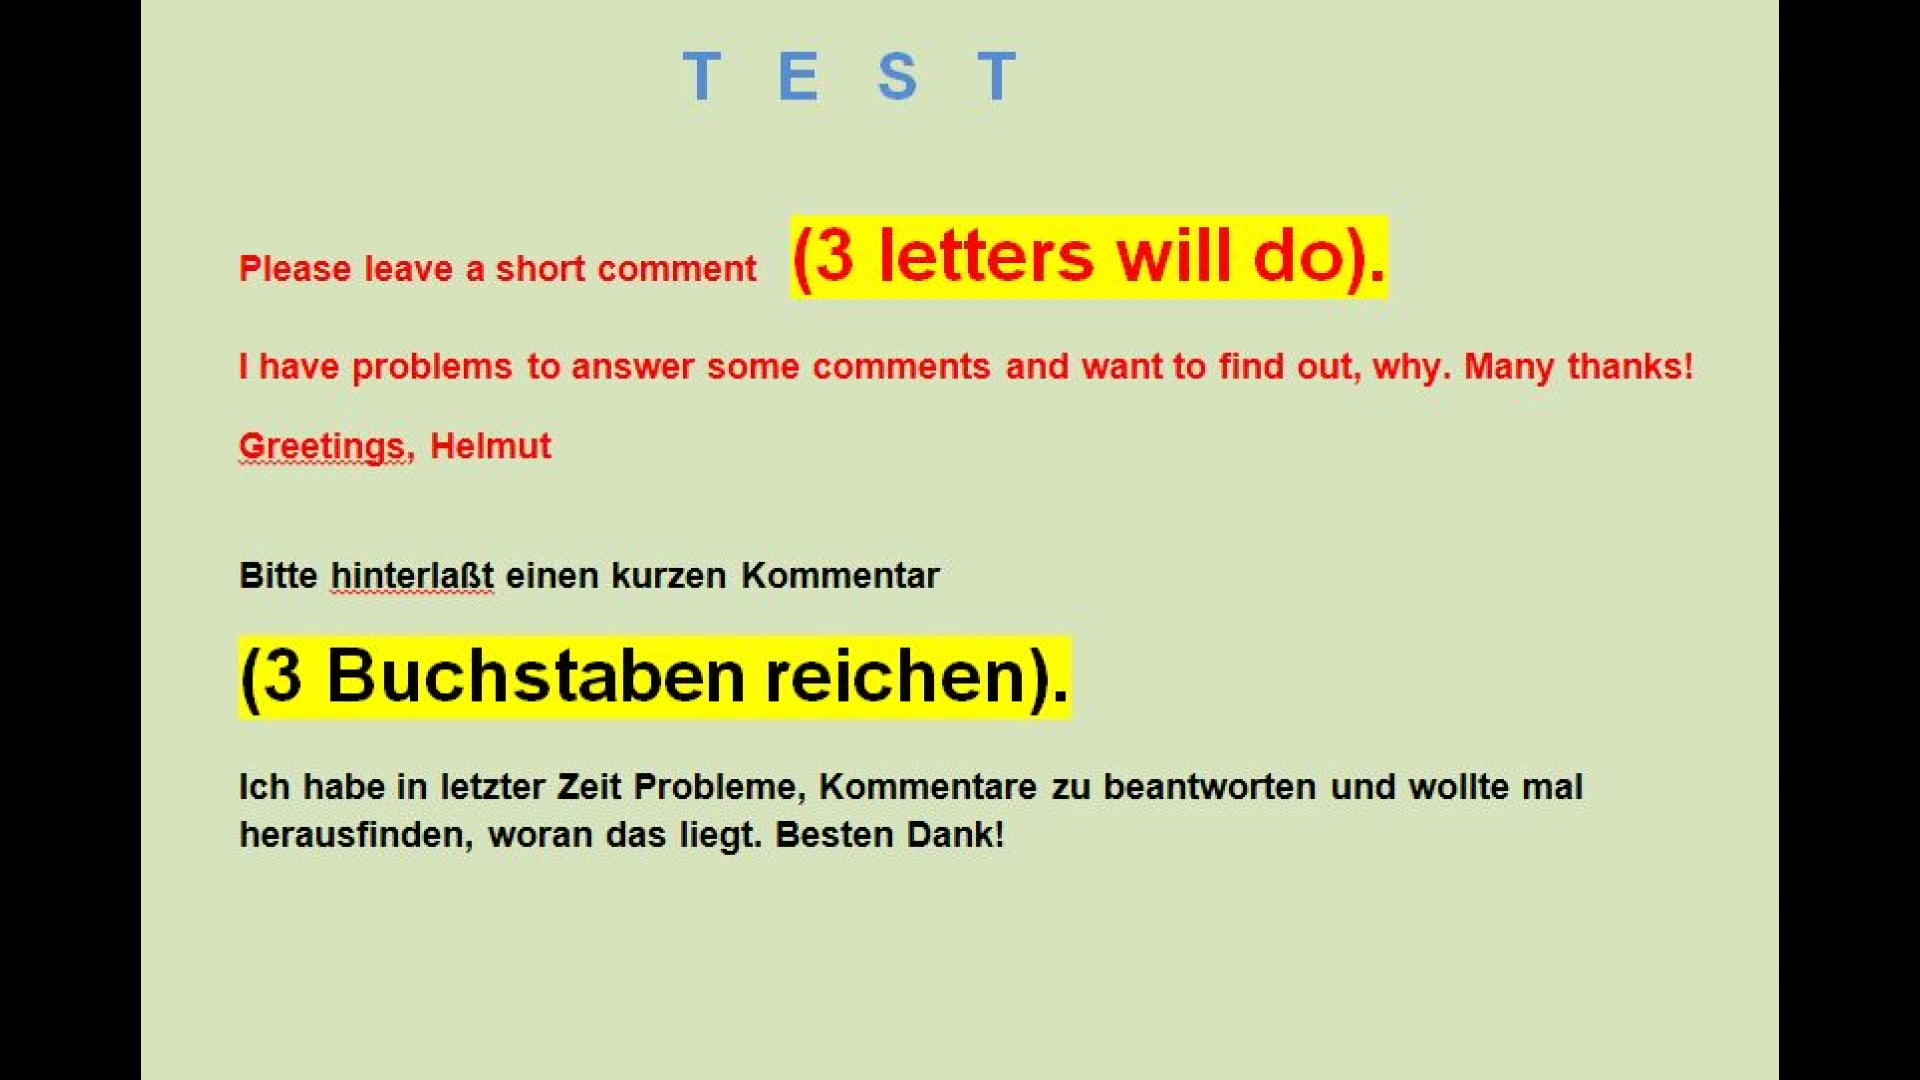 T E S T
Please leave a short comment (3 letters will do).
I have problems to answer some comments and want to find out, why. Many thanks!
Greetings, Helmut
Bitte hinterlaßt einen kurzen Kommentar
(3 Buchstaben reichen).
Ich habe in letzter Zeit Probleme, Kommentare zu beantworten und wollte mal
herausfinden, woran das liegt. Besten Dank!